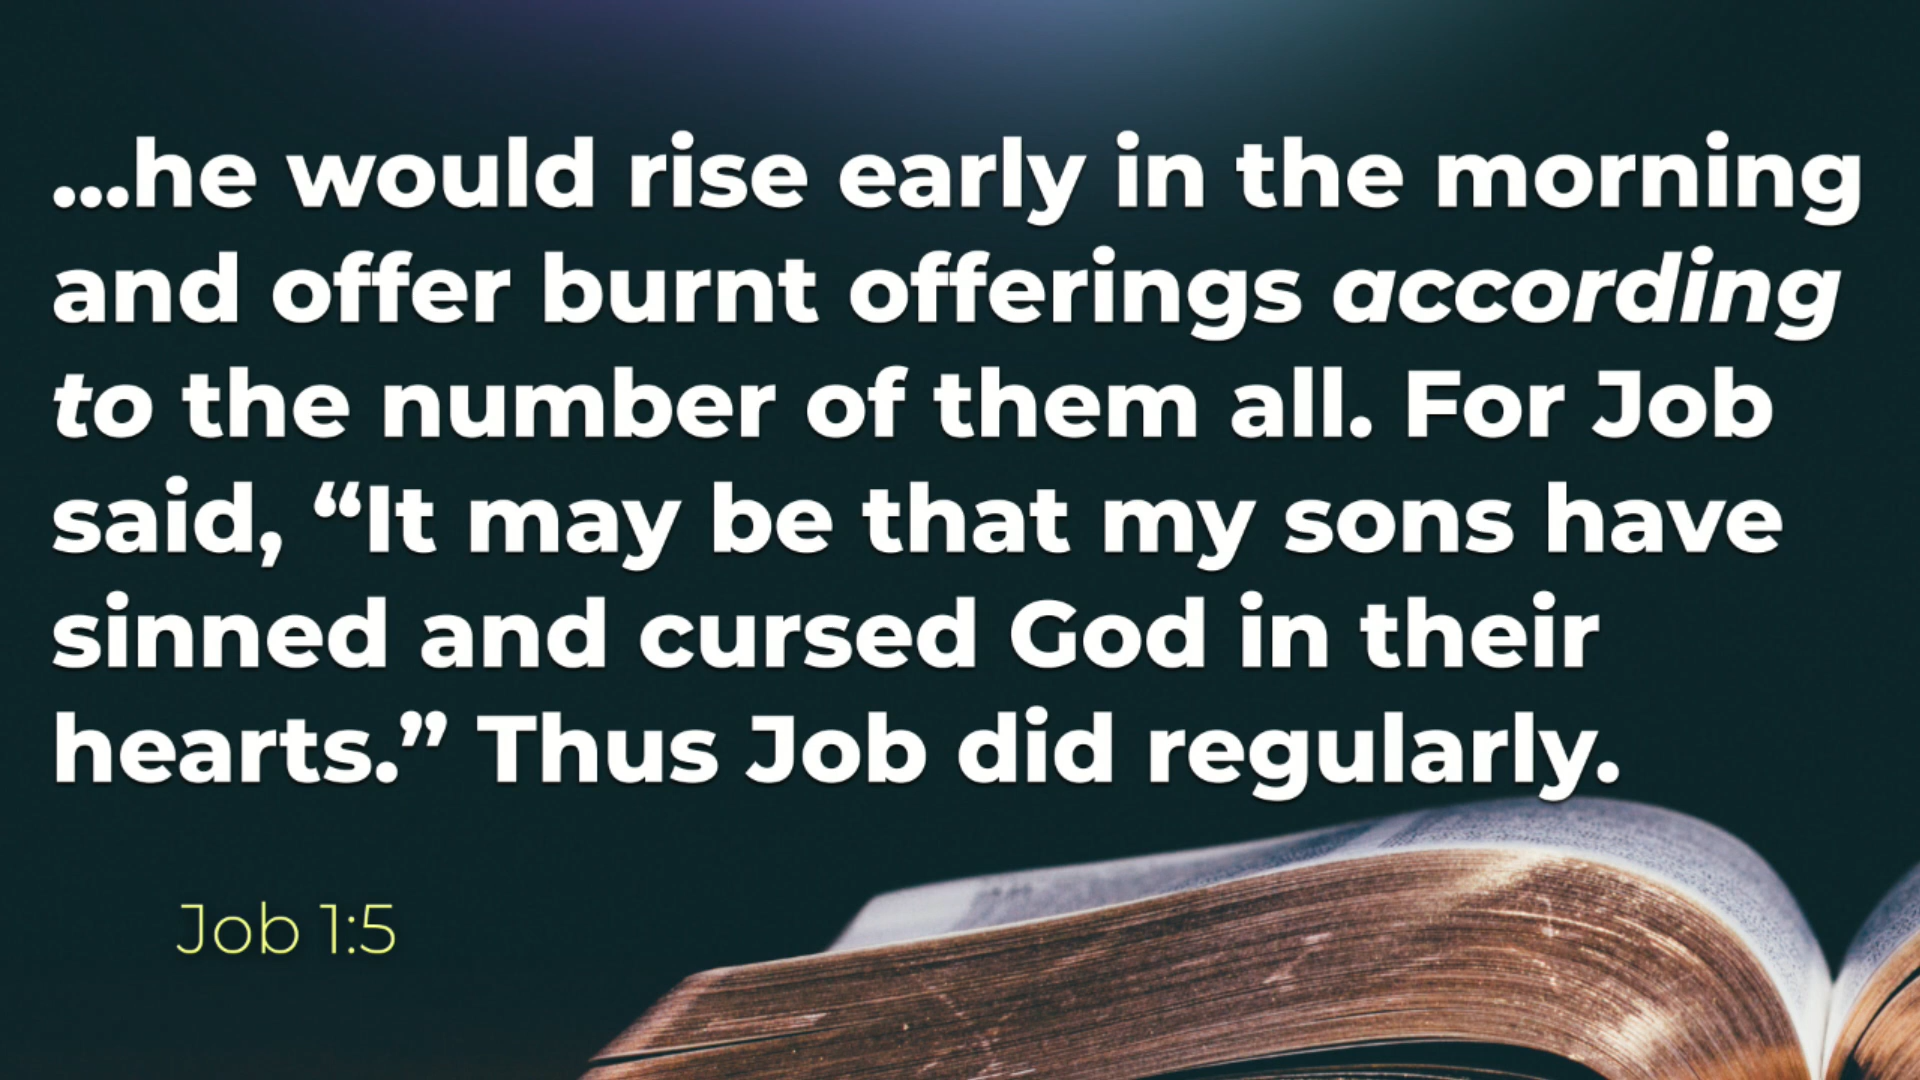 ...he would rise early in the morning
and offer burnt offerings according
to the number of them all. For Job
said, “It may be that my sons have
sinned and cursed God in their
hearts.” Thus Job did regularly.
Job 1:5